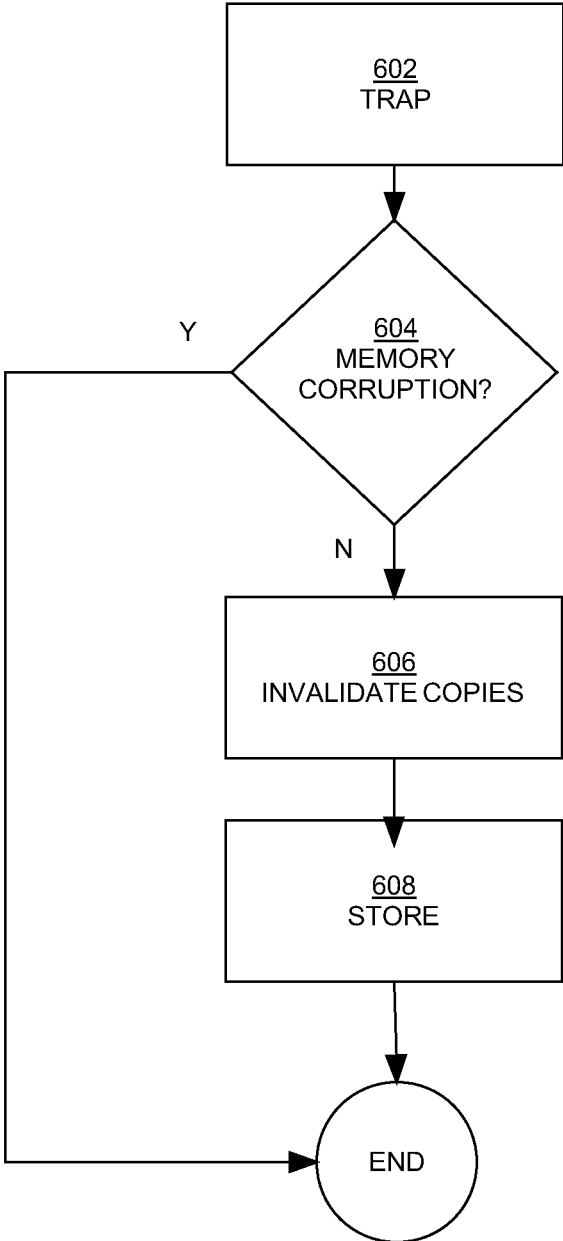 602
TRAP
604
MEMORY
CORRUPTION?
Y
N
606
INVALIDATE COPIES
608
STORE
END